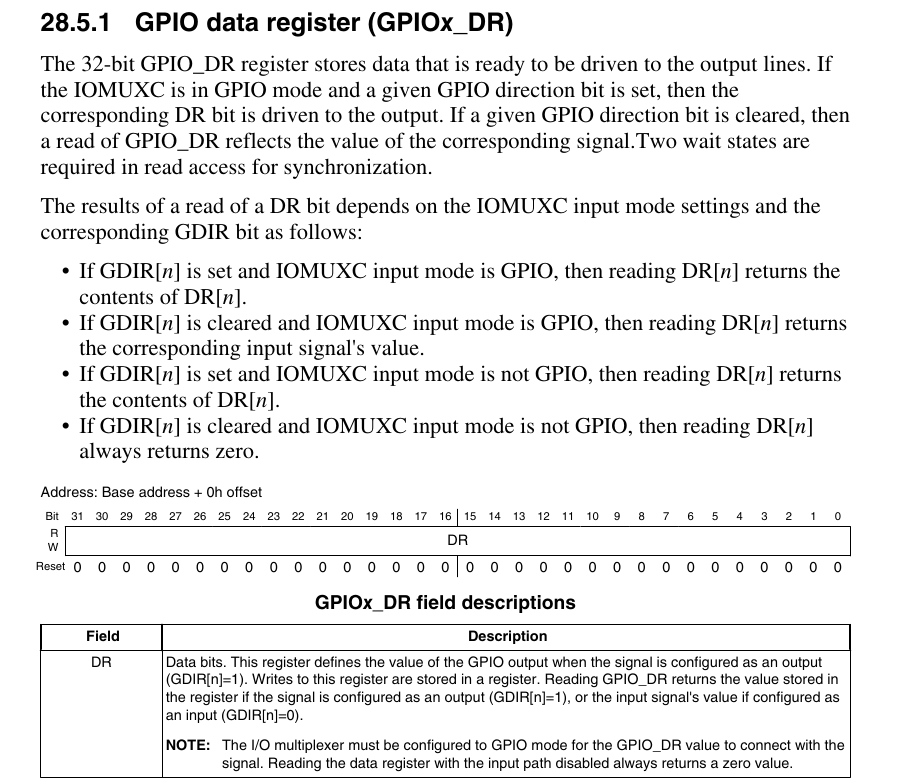 28.5.1 GPIO data register (GPIOx_DR)
The 32-bit GPIO_DR register stores data that is ready to be driven to the output lines. If
the IOMUXC is in GPIO mode and a given GPIO direction bit is set, then the
corresponding DR bit is driven to the output. If a given GPIO direction bit is cleared, then
a read of GPIO_DR reflects the value of the corresponding signal.Two wait states are
required in read access for synchronization.
The results of a read of a DR bit depends on the IOMUXC input mode settings and the
corresponding GDIR bit as follows:
• If GDIR[n] is set and IOMUXC input mode is GPIO, then reading DR[n] returns the
contents of DR[n].
• If GDIR[n] is cleared and IOMUXC input mode is GPIO, then reading DR[n] returns
the corresponding input signal's value.
• If GDIR[n] is set and IOMUXC input mode is not GPIO, then reading DR[n] returns
the contents of DR[n].
• If GDIR[n] is cleared and IOMUXC input mode is not GPIO, then reading DR[n]
always returns zero.
Address: Base address + 0h offset
Bit 31 30 29 28 27 26 25 24 23 22 21 20 19 18 17 16 15 14 13 12 11 10 9 8 7 6 5 4 3 2 1 0
R
DR
W
Reset 0 0 0 0 0 0 0 0 0 0 0 0 0 0 0 0 0 0 0 0 0 0 0 0 0 0 0 0 0 0 0 0
GPIOx_DR field descriptions
Field Description
DR Data bits. This register defines the value of the GPIO output when the signal is configured as an output
(GDIR[n]=1). Writes to this register are stored in a register. Reading GPIO_DR returns the value stored in
the register if the signal is configured as an output (GDIR[n]=1), or the input signal's value if configured as
an input (GDIR[n]=0).
NOTE: The I/O multiplexer must be configured to GPIO mode for the GPIO_DR value to connect with the
signal. Reading the data register with the input path disabled always returns a zero value.